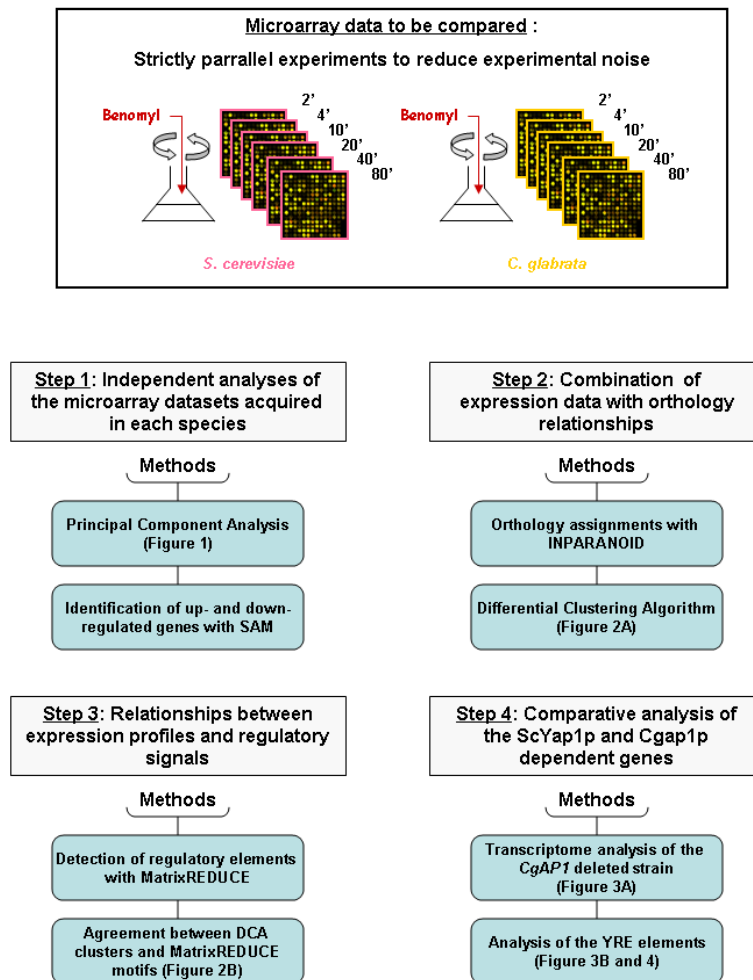 Microarray data to be compared :
Strictly parrallel experiments to reduce experimental noise
Benomyl
2’
4’
10’
20’
40’
80’
S. cerevisiae
Benomyl
2’
4’
10’
20’
40’
80’
C. glabrata
Step 1: Independent analyses of
the microarray datasets acquired
in each species
Methods
Principal Component Analysis
(Figure 1)
Identification of up- and down-
regulated genes with SAM
Step 2: Combination of
expression data with orthology
relationships
Methods
Orthology assignments with
INPARANOID
Differential Clustering Algorithm
(Figure 2A)
Step 3: Relationships between
expression profiles and regulatory
signals
Methods
Detection of regulatory elements
with MatrixREDUCE
Agreement between DCA
clusters and MatrixREDUCE
motifs (Figure 2B)
Step 4: Comparative analysis of
the ScYap1p and Cgap1p
dependent genes
Methods
Transcriptome analysis of the
CgAP1 deleted strain
(Figure 3A)
Analysis of the YRE elements
(Figure 3B and 4)